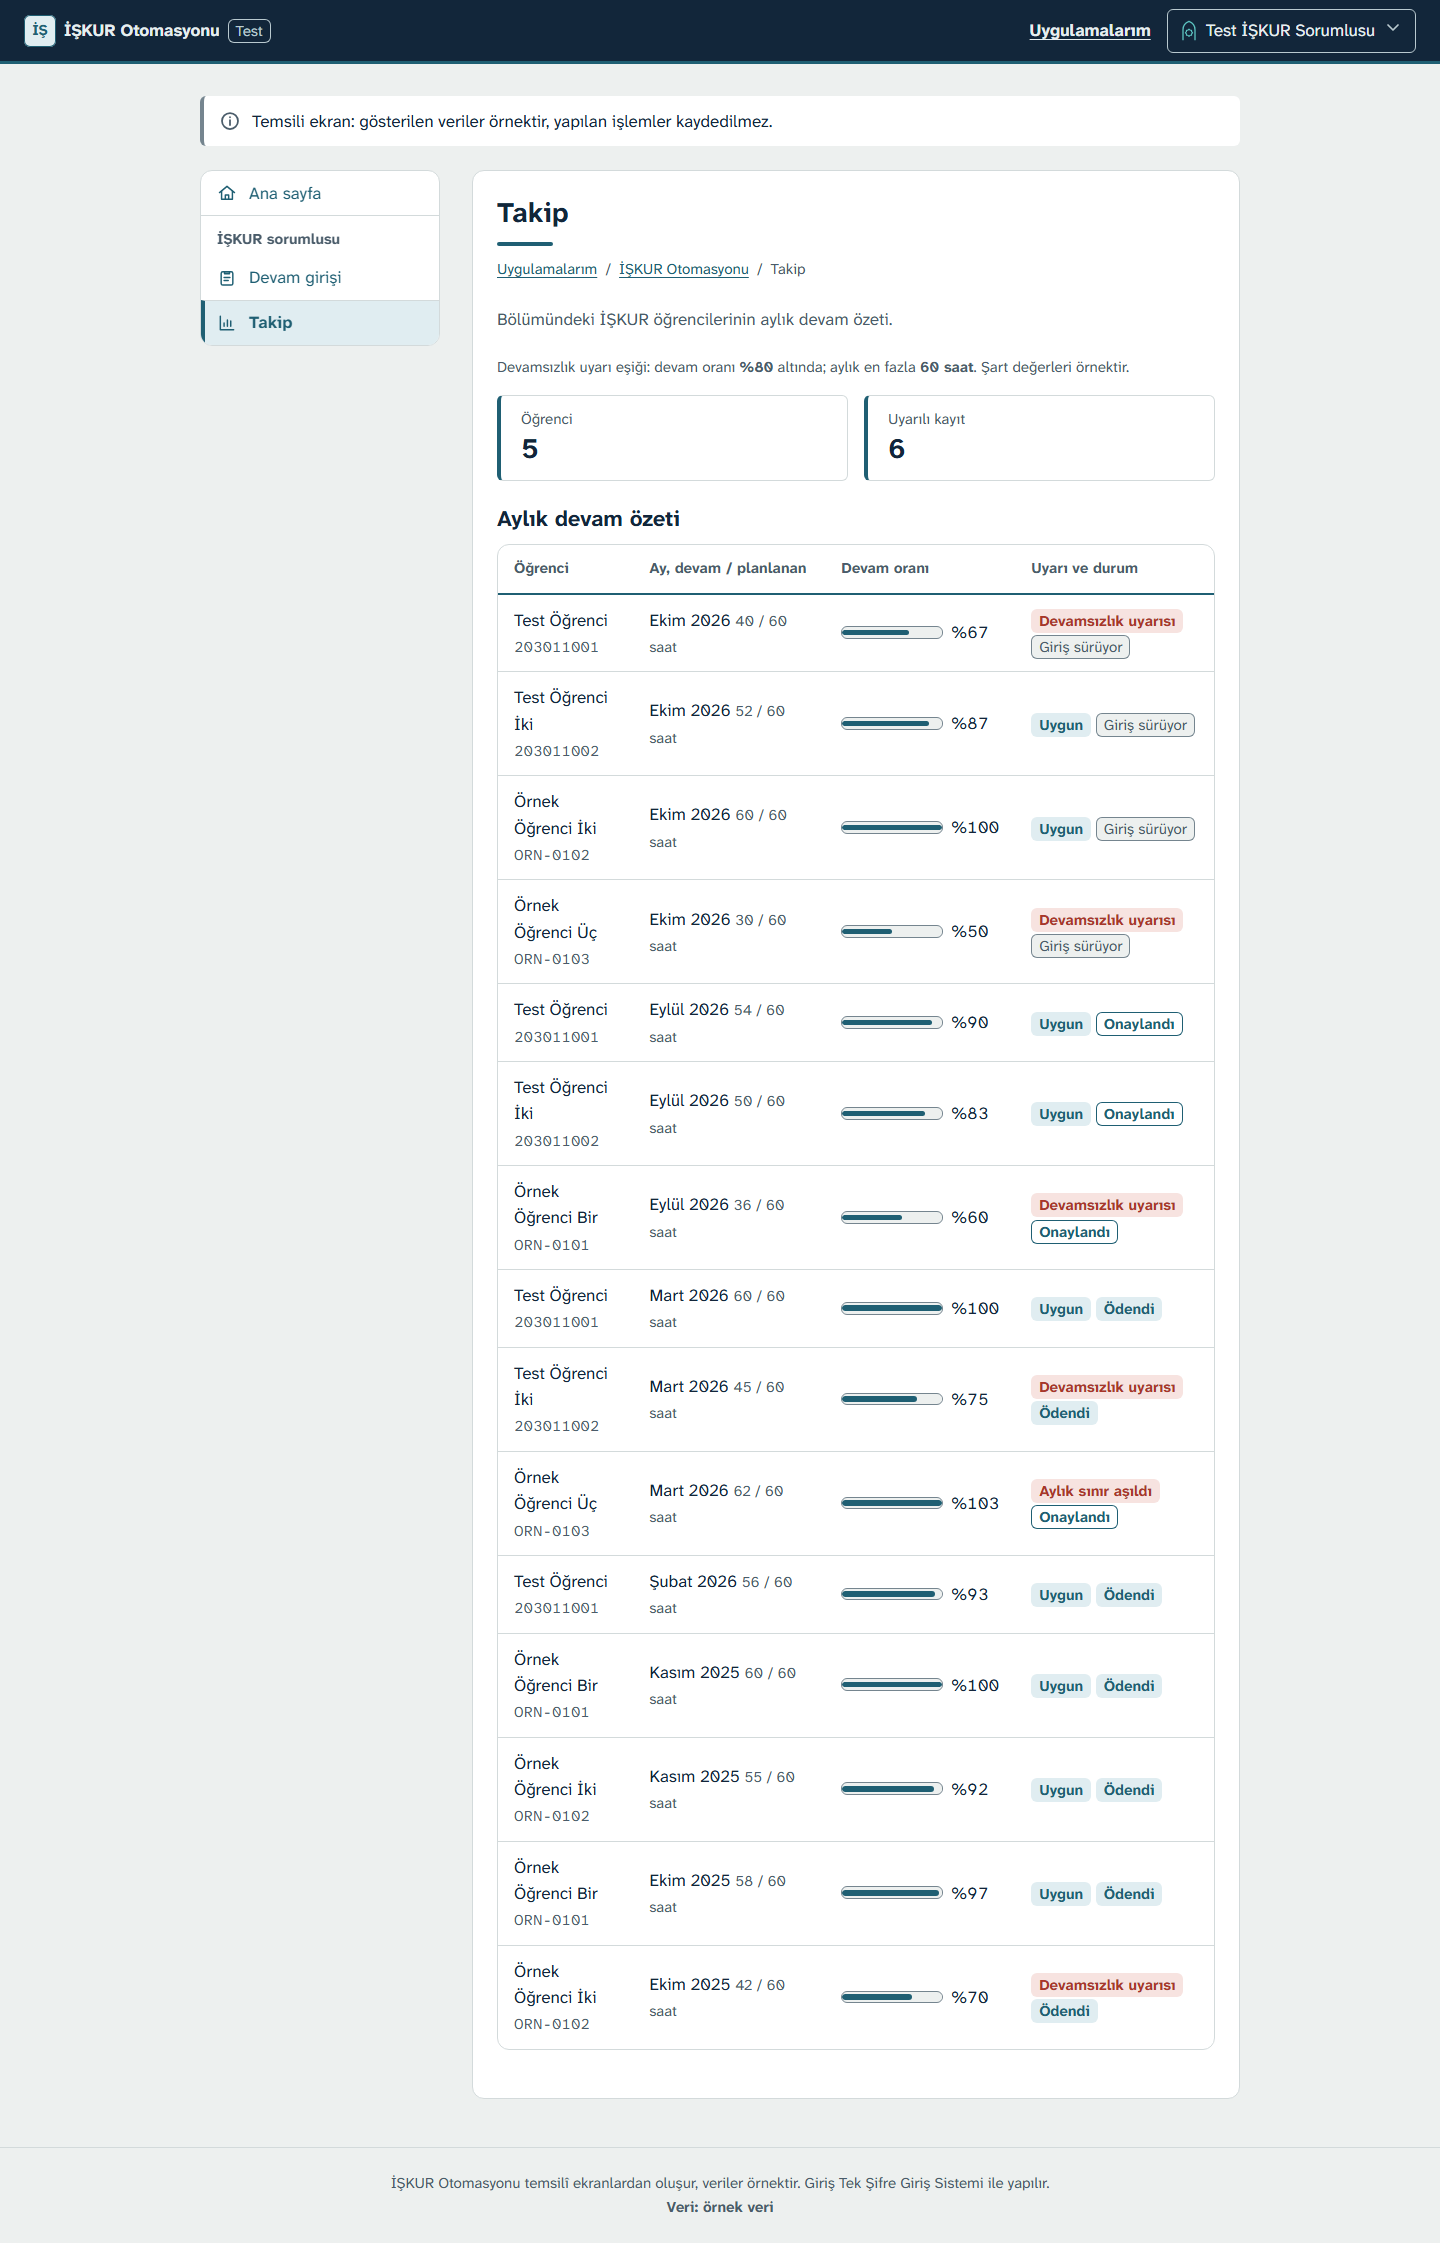 İŞ İŞKUR Otomasyonu Test
Uygulamalarım
Test İŞKUR Sorumlusu
Temsili ekran: gösterilen veriler örnektir, yapılan işlemler kaydedilmez.
Ana sayfa
İŞKUR sorumlusu
Devam girişi
Takip
Takip
Uygulamalarım / İŞKUR Otomasyonu / Takip
Bölümündeki İŞKUR öğrencilerinin aylık devam özeti.
Devamsızlık uyarı eşiği: devam oranı %80 altında; aylık en fazla 60 saat. Şart değerleri örnektir.
Öğrenci
5
Uyarılı kayıt
6
Aylık devam özeti
Öğrenci Ay, devam / planlanan Devam oranı Uyarı ve durum
Test Öğrenci
203011001
Ekim 2026 40 / 60
saat
%67
Devamsızlık uyarısı
Giriş sürüyor
Test Öğrenci
İki
203011002
Ekim 2026 52 / 60
saat
%87
Uygun Giriş sürüyor
Örnek
Öğrenci İki
ORN-0102
Ekim 2026 60 / 60
saat
%100
Uygun Giriş sürüyor
Örnek
Öğrenci Üç
ORN-0103
Ekim 2026 30 / 60
saat
%50
Devamsızlık uyarısı
Giriş sürüyor
Test Öğrenci
203011001
Eylül 2026 54 / 60
saat
%90
Uygun Onaylandı
Test Öğrenci
İki
203011002
Eylül 2026 50 / 60
saat
%83
Uygun Onaylandı
Örnek
Öğrenci Bir
ORN-0101
Eylül 2026 36 / 60
saat
%60
Devamsızlık uyarısı
Onaylandı
Test Öğrenci
203011001
Mart 2026 60 / 60
saat
%100
Uygun Ödendi
Test Öğrenci
İki
203011002
Mart 2026 45 / 60
saat
%75
Devamsızlık uyarısı
Ödendi
Örnek
Öğrenci Üç
ORN-0103
Mart 2026 62 / 60
saat
%103
Aylık sınır aşıldı
Onaylandı
Test Öğrenci
203011001
Şubat 2026 56 / 60
saat
%93
Uygun Ödendi
Örnek
Öğrenci Bir
ORN-0101
Kasım 2025 60 / 60
saat
%100
Uygun Ödendi
Örnek
Öğrenci İki
ORN-0102
Kasım 2025 55 / 60
saat
%92
Uygun Ödendi
Örnek
Öğrenci Bir
ORN-0101
Ekim 2025 58 / 60
saat
%97
Uygun Ödendi
Örnek
Öğrenci İki
ORN-0102
Ekim 2025 42 / 60
saat
%70
Devamsızlık uyarısı
Ödendi
İŞKUR Otomasyonu temsilî ekranlardan oluşur, veriler örnektir. Giriş Tek Şifre Giriş Sistemi ile yapılır.
Veri: örnek veri